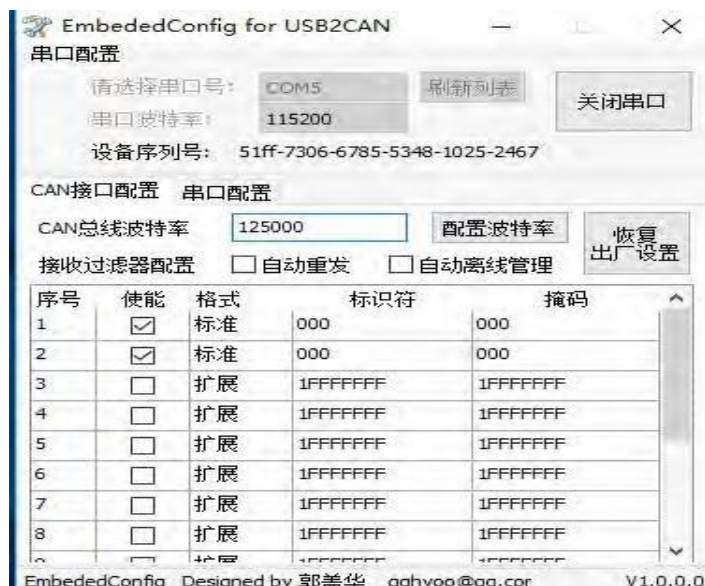 EmbededConfig for USB2CAN
串口配置
请选择串口号: COM5 刷新列表 关闭串口
串口波特率: 115200
设备序列号: 51ff-7306-6785-5348-1025-2467
CAN接口配置 串口配置
CAN总线波特率 125000 配置波特率 恢复出厂设置
接收过滤器配置 自动重发 自动离线管理
序号 使能 格式 标识符 掩码
1 标准 000 000
2 标准 000 000
3 扩展 1FFFFFFF 1FFFFFFF
4 扩展 1FFFFFFF 1FFFFFFF
5 扩展 1FFFFFFF 1FFFFFFF
6 扩展 1FFFFFFF 1FFFFFFF
7 扩展 1FFFFFFF 1FFFFFFF
8 扩展 1FFFFFFF 1FFFFFFF
EmbededConfig Designed by 郭美华 V1.0.0.0